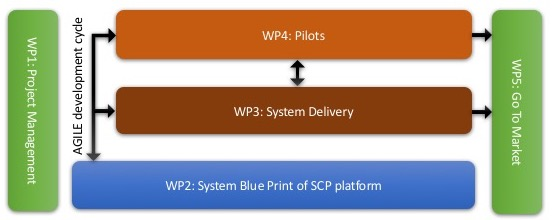 WP1: Project Management
AGILE development cycle
WP4: Pilots
WP3: System Delivery
WP2: System Blue Print of SCP platform
WP5: Go To Market